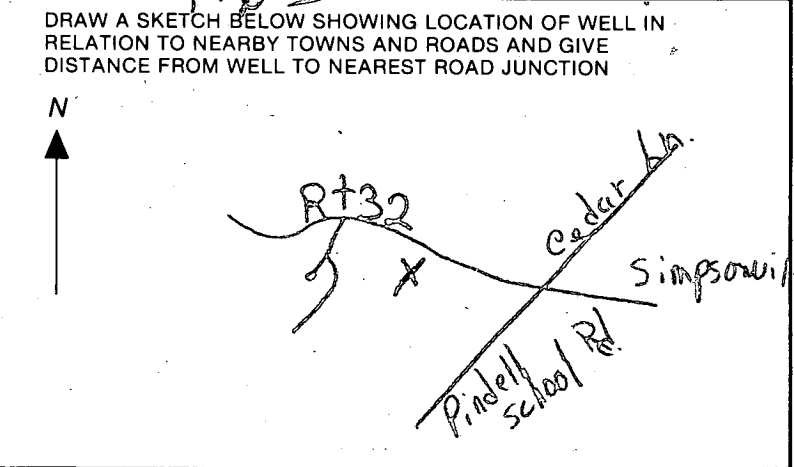 DRAW A SKETCH BELOW SHOWING LOCATION OF WELL IN
RELATION TO NEARBY TOWNS AND ROADS AND GIVE
DISTANCE FROM WELL TO NEAREST ROAD JUNCTION
N
Rt32
Cedar Ln.
X
Simpsonvil
Pindell
School Rd.